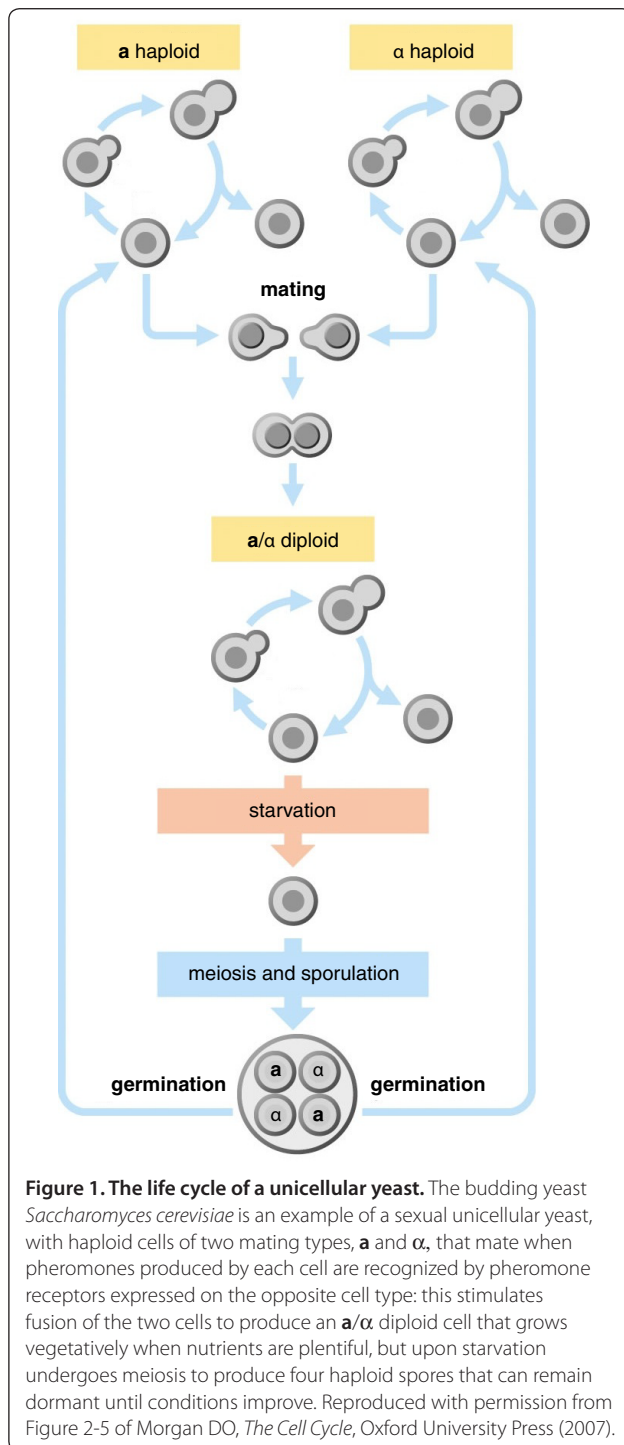 a haploid
α haploid
mating
a/α diploid
starvation
meiosis and sporulation
germination
a
α
germination
α
a
Figure 1. The life cycle of a unicellular yeast. The budding yeast
Saccharomyces cerevisiae is an example of a sexual unicellular yeast,
with haploid cells of two mating types, a and α, that mate when
pheromones produced by each cell are recognized by pheromone
receptors expressed on the opposite cell type: this stimulates
fusion of the two cells to produce an a/α diploid cell that grows
vegetatively when nutrients are plentiful, but upon starvation
undergoes meiosis to produce four haploid spores that can remain
dormant until conditions improve. Reproduced with permission from
Figure 2-5 of Morgan DO, The Cell Cycle, Oxford University Press (2007).